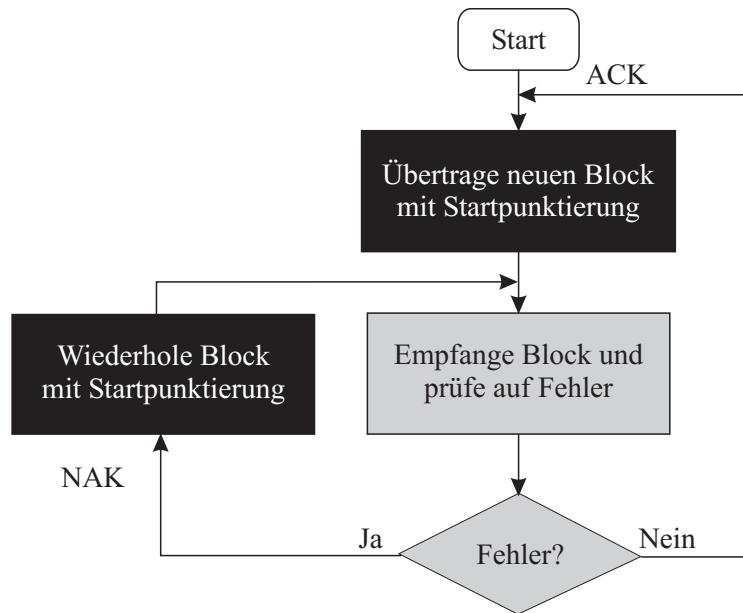 Start
ACK
Übertrage neuen Block
mit Startpunktierung
Wiederhole Block
mit Startpunktierung
Empfange Block und
prüfe auf Fehler
NAK
Ja
Fehler?
Nein